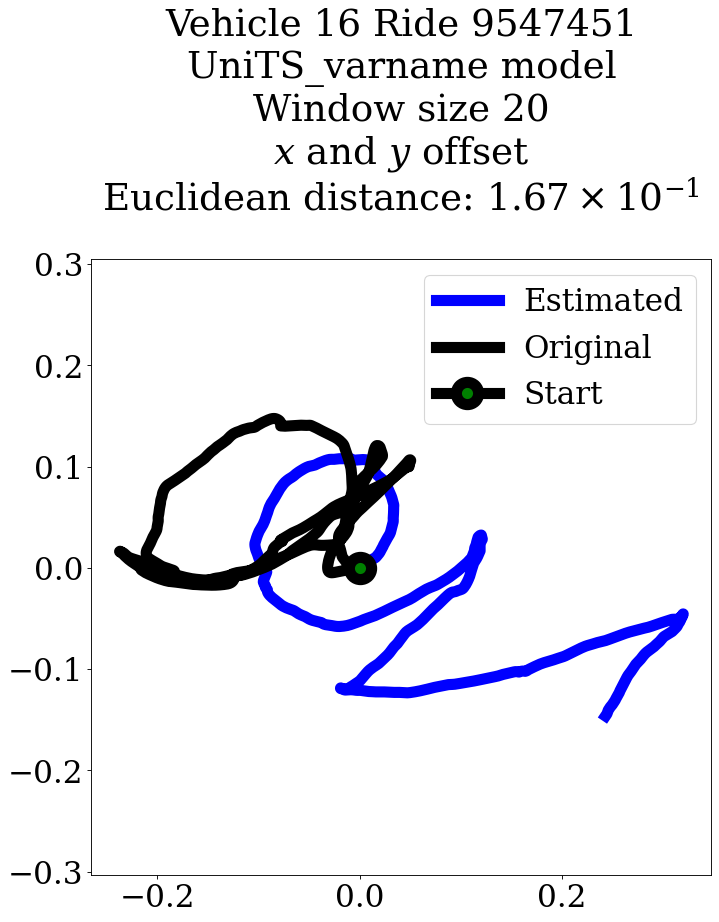 Vehicle 16 Ride 9547451
UniTS_varname model
Window size 20
x and y offset
Euclidean distance: 1.67 × 10⁻¹
0.3
Estimated
Original
Start
0.2
0.1
0.0
−0.1
−0.2
−0.3
−0.2 0.0 0.2